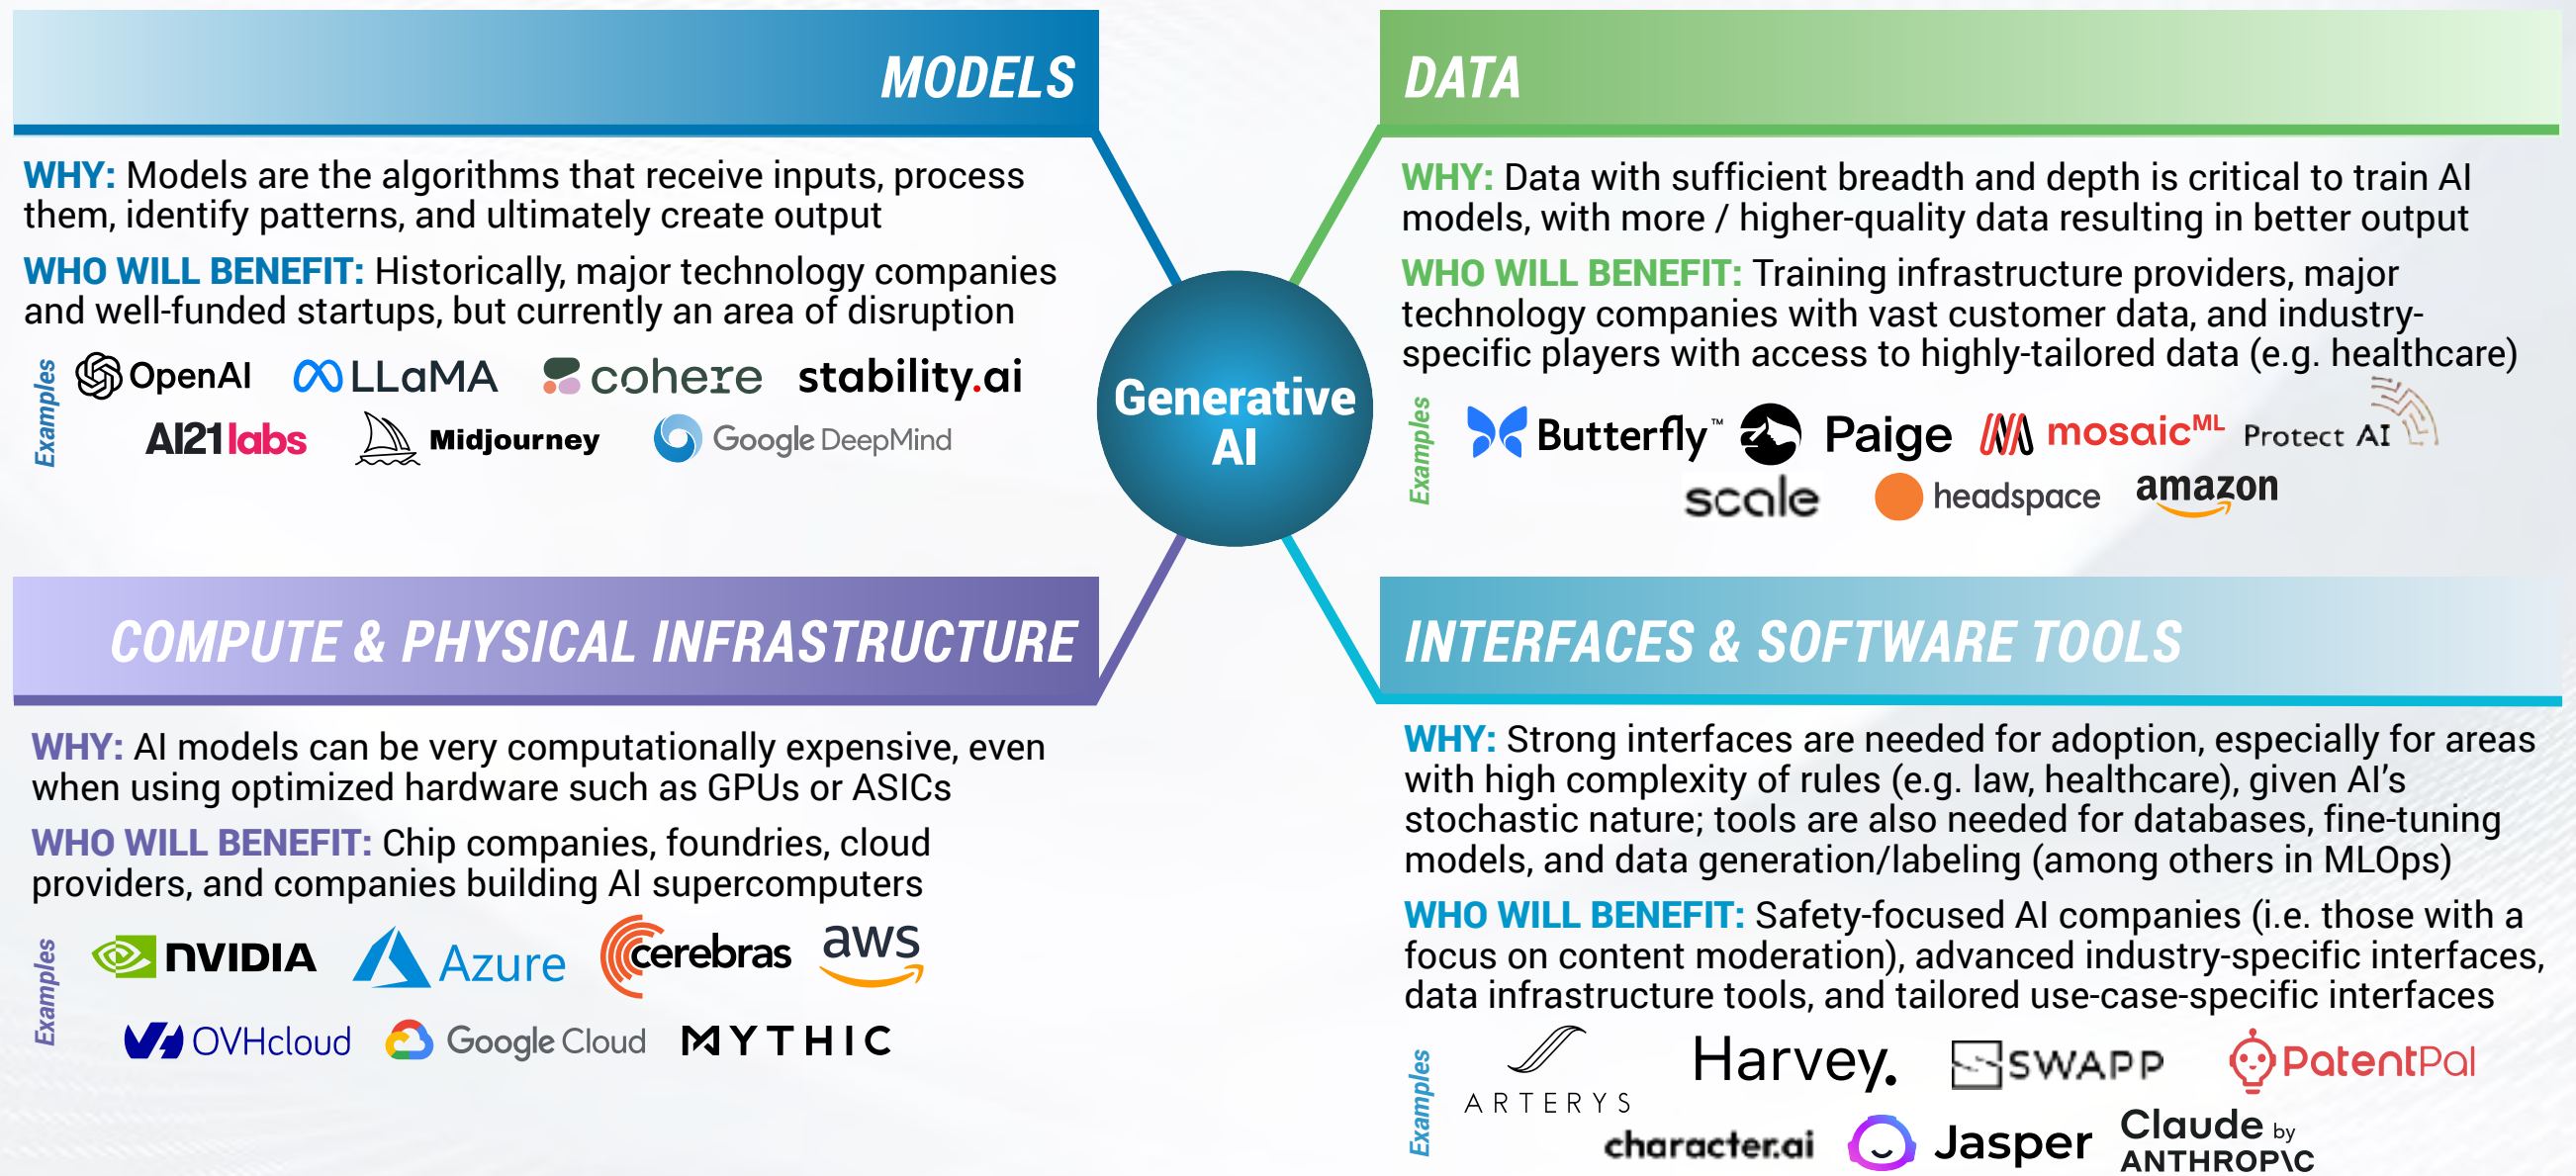 MODELS
WHY: Models are the algorithms that receive inputs, process
them, identify patterns, and ultimately create output
WHO WILL BENEFIT: Historically, major technology companies
and well-funded startups, but currently an area of disruption
Examples
OpenAI LLaMA cohere stability.ai
AI21labs Midjourney Google DeepMind
DATA
WHY: Data with sufficient breadth and depth is critical to train AI
models, with more / higher-quality data resulting in better output
WHO WILL BENEFIT: Training infrastructure providers, major
technology companies with vast customer data, and industry-
specific players with access to highly-tailored data (e.g. healthcare)
Examples
Butterfly™ Paige mosaicML Protect AI
scale headspace amazon
Generative
AI
COMPUTE & PHYSICAL INFRASTRUCTURE
WHY: AI models can be very computationally expensive, even
when using optimized hardware such as GPUs or ASICs
WHO WILL BENEFIT: Chip companies, foundries, cloud
providers, and companies building AI supercomputers
Examples
NVIDIA Azure cerebras aws
OVHcloud Google Cloud MYTHIC
INTERFACES & SOFTWARE TOOLS
WHY: Strong interfaces are needed for adoption, especially for areas
with high complexity of rules (e.g. law, healthcare), given AI's
stochastic nature; tools are also needed for databases, fine-tuning
models, and data generation/labeling (among others in MLOps)
WHO WILL BENEFIT: Safety-focused AI companies (i.e. those with a
focus on content moderation), advanced industry-specific interfaces,
data infrastructure tools, and tailored use-case-specific interfaces
Examples
ARTERYS Harvey. SWAPP PatentPal
character.ai Jasper Claude by
ANTHROP\C